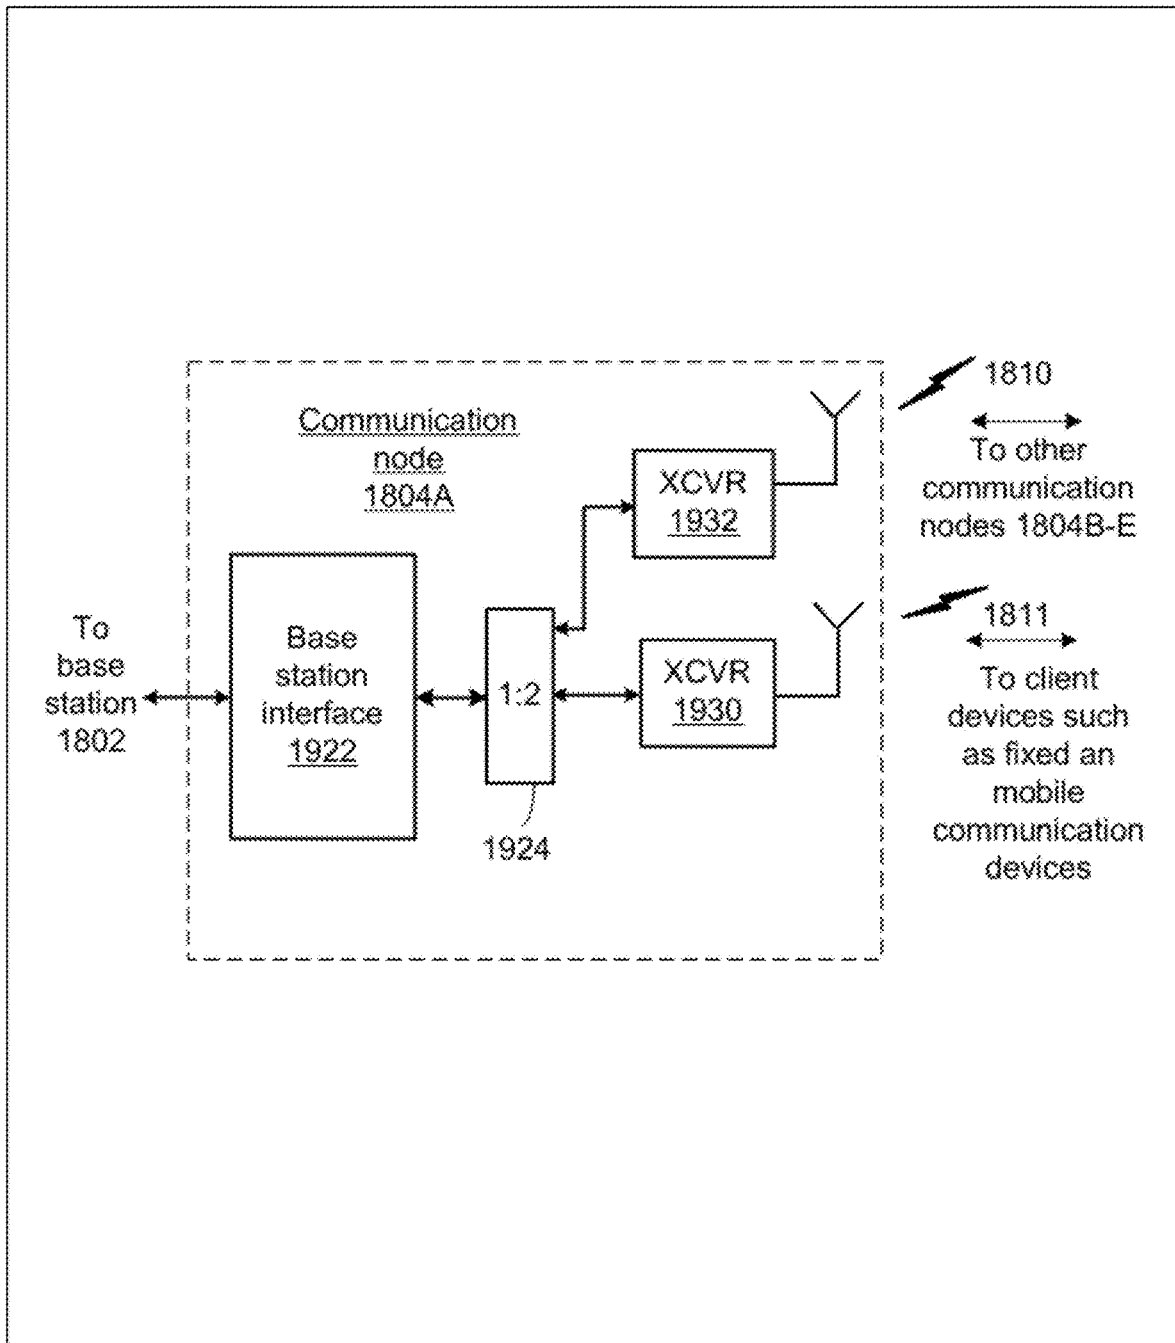 Communication
node
1804A
To
base
station
1802
Base
station
interface
1922
1:2
1924
XCVR
1932
XCVR
1930
1810
To other
communication
nodes 1804B-E
1811
To client
devices such
as fixed an
mobile
communication
devices